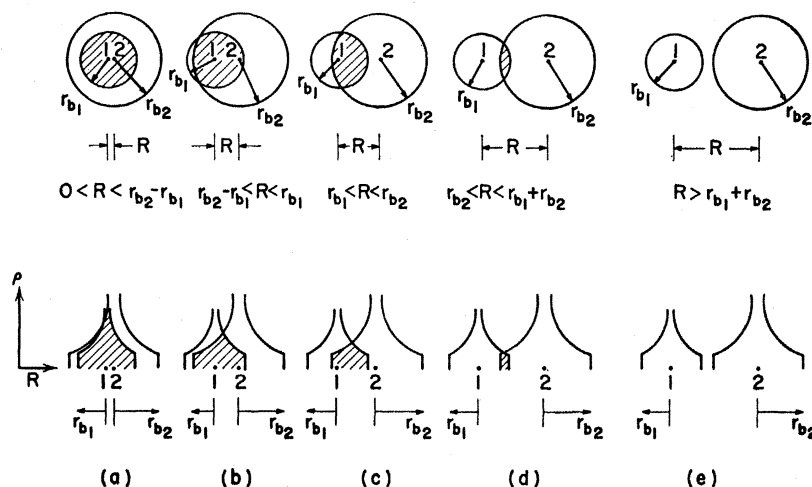 1 2 1 2 1 2 1 2 1 2
r_b1 r_b2 r_b1 r_b2 r_b1 r_b2 r_b1 r_b2 r_b1 r_b2
R R R R R
0 < R < r_b2 - r_b1 r_b2 - r_b1 < R < r_b1 r_b1 < R < r_b2 r_b2 < R < r_b1 + r_b2 R > r_b1 + r_b2
ρ
R 1 2 1 2 1 2 1 2 1 2
r_b1 r_b2 r_b1 r_b2 r_b1 r_b2 r_b1 r_b2 r_b1 r_b2
(a) (b) (c) (d) (e)